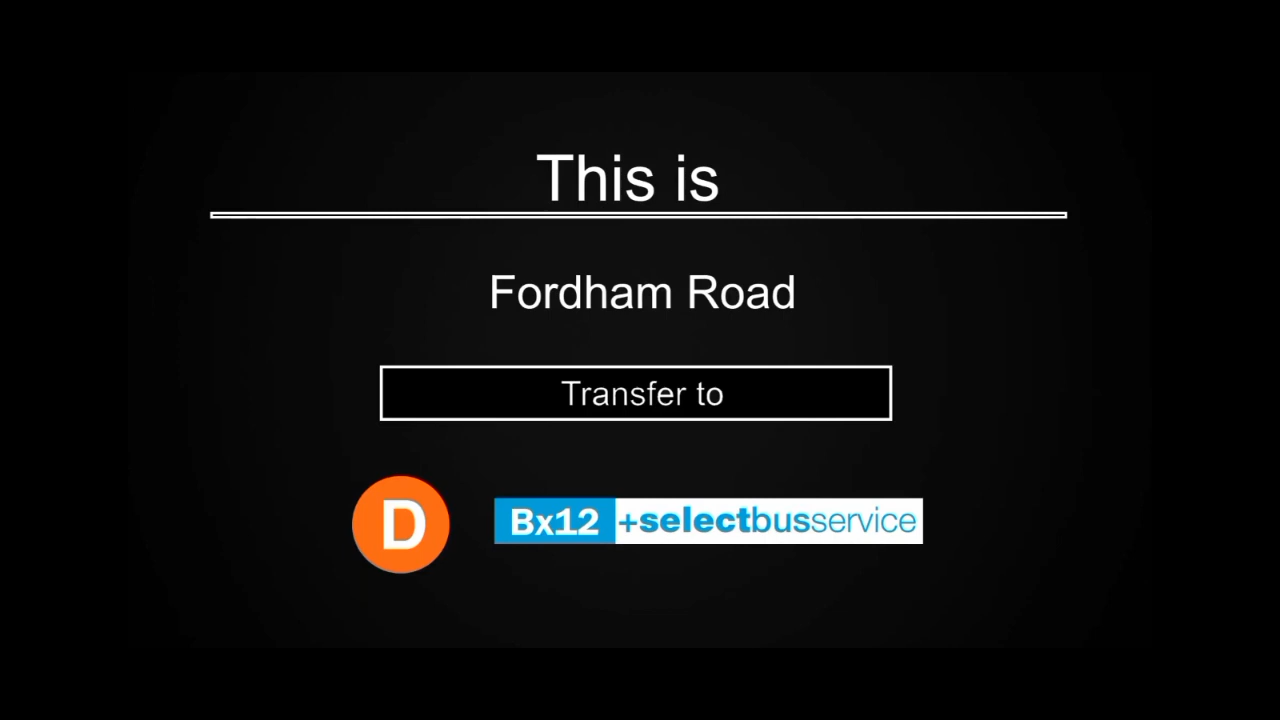 This is
Fordham Road
Transfer to
D
Bx12 +selectbusservice